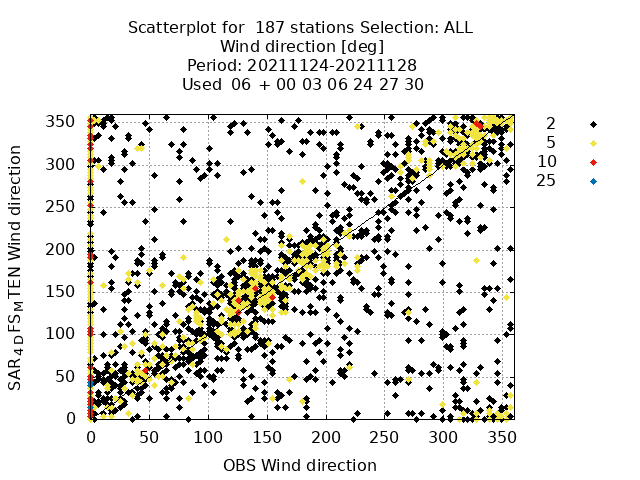 Scatterplot for  187 stations Selection: ALL
Wind direction [deg]
Period: 20211124-20211128
Used  06 + 00 03 06 24 27 30
2
5
10
25
350
300
250
200
150
100
50
0
SAR4DFSMTEN Wind direction
0 50 100 150 200 250 300 350
OBS Wind direction